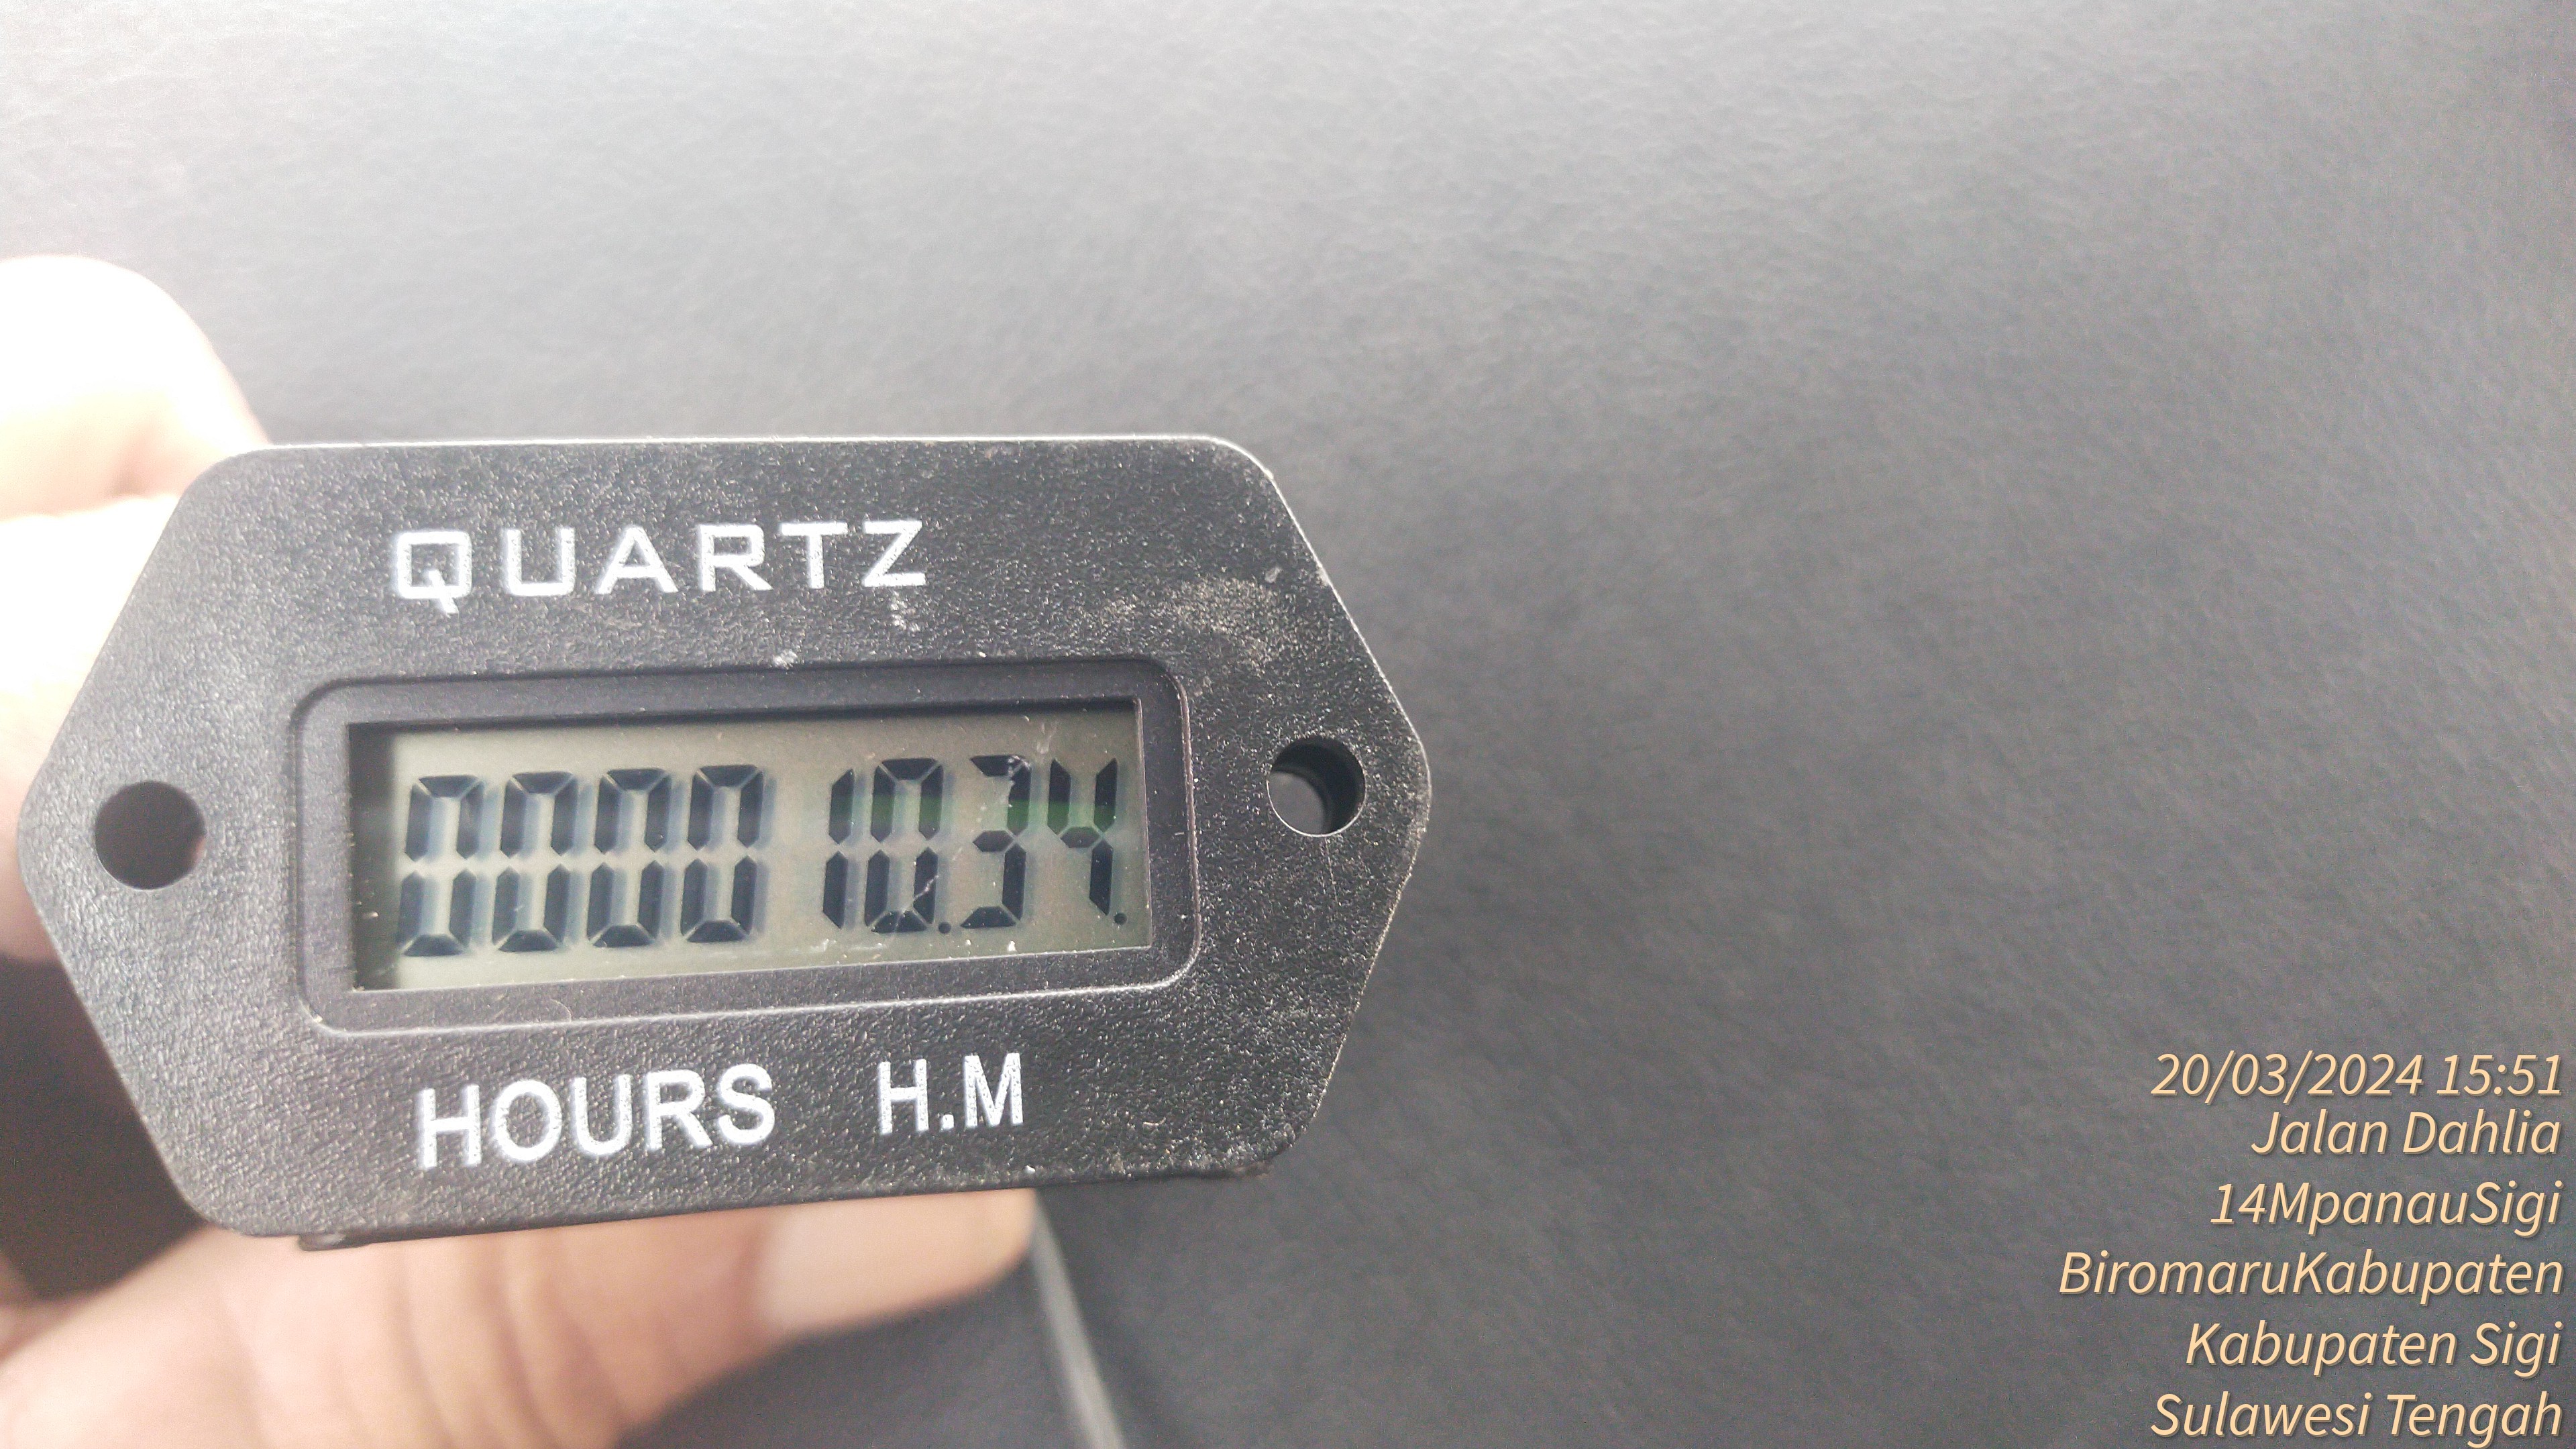 QUARTZ
0000 10.34.
HOURS H.M
20/03/2024 15:51
Jalan Dahlia
14MpanauSigi
BiromaruKabupaten
Kabupaten Sigi
Sulawesi Tengah